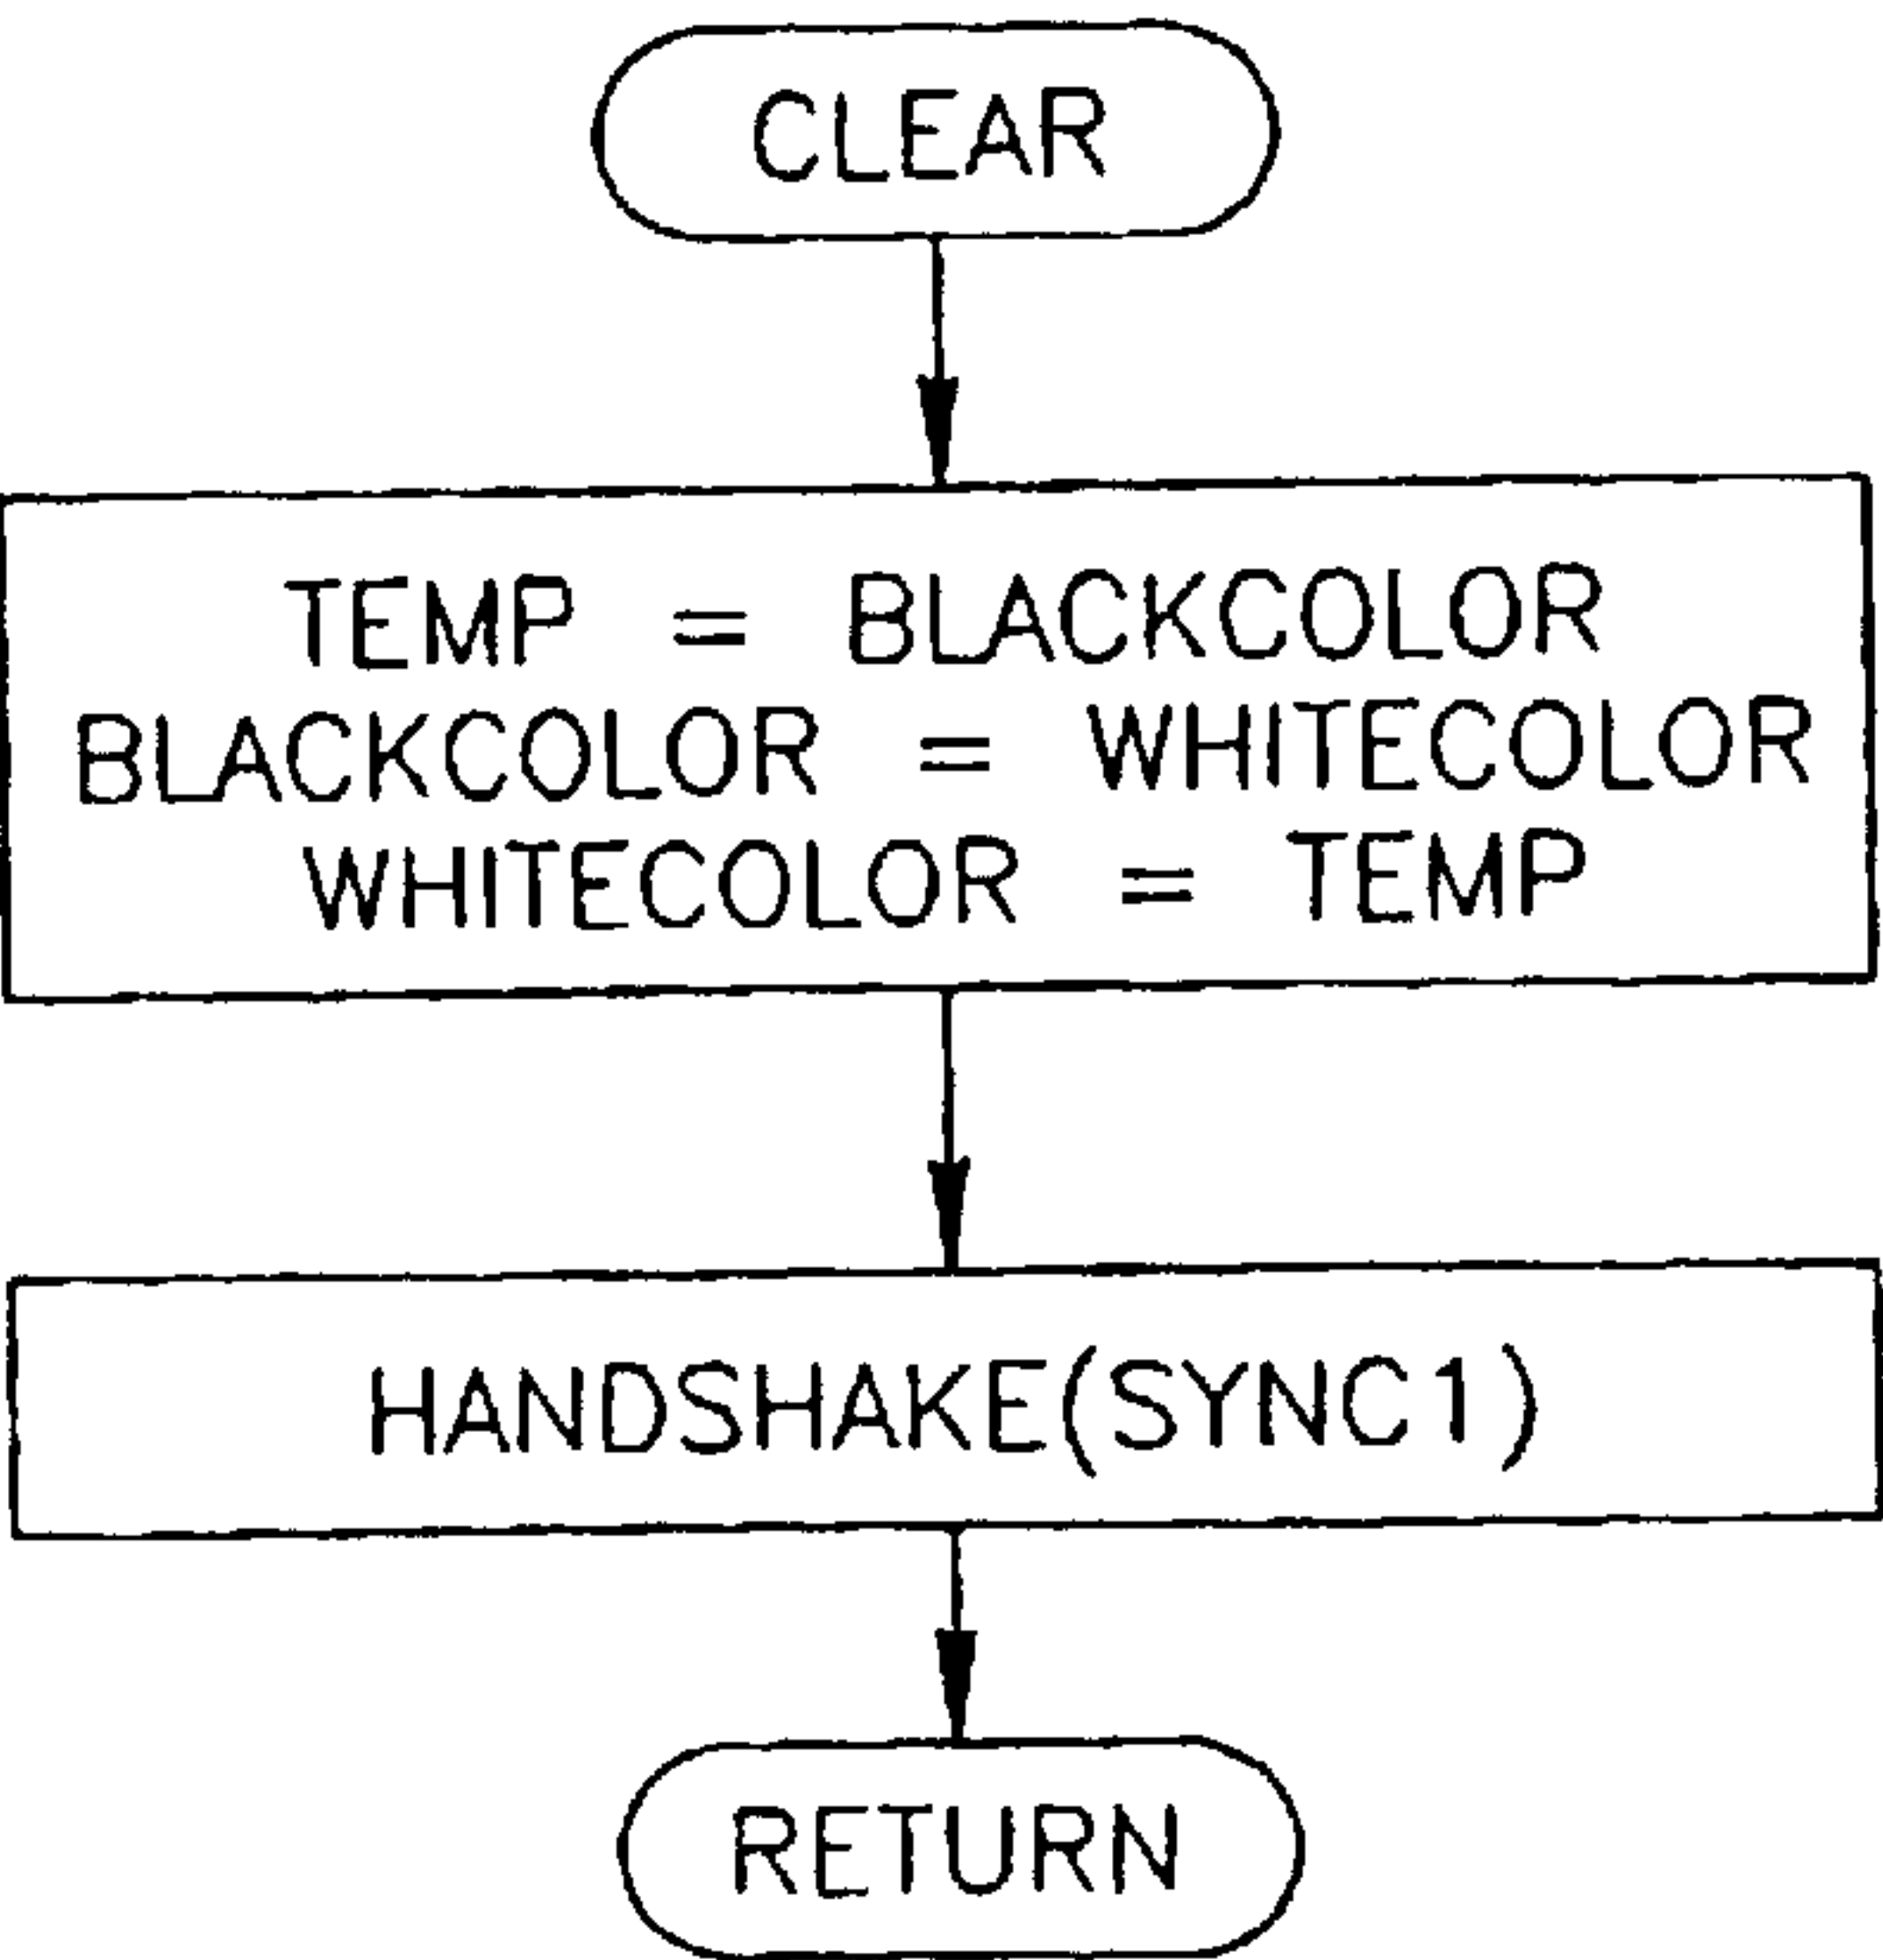 CLEAR
TEMP = BLACKCOLOR
BLACKCOLOR = WHITECOLOR
WHITECOLOR = TEMP
HANDSHAKE(SYNC1)
RETURN